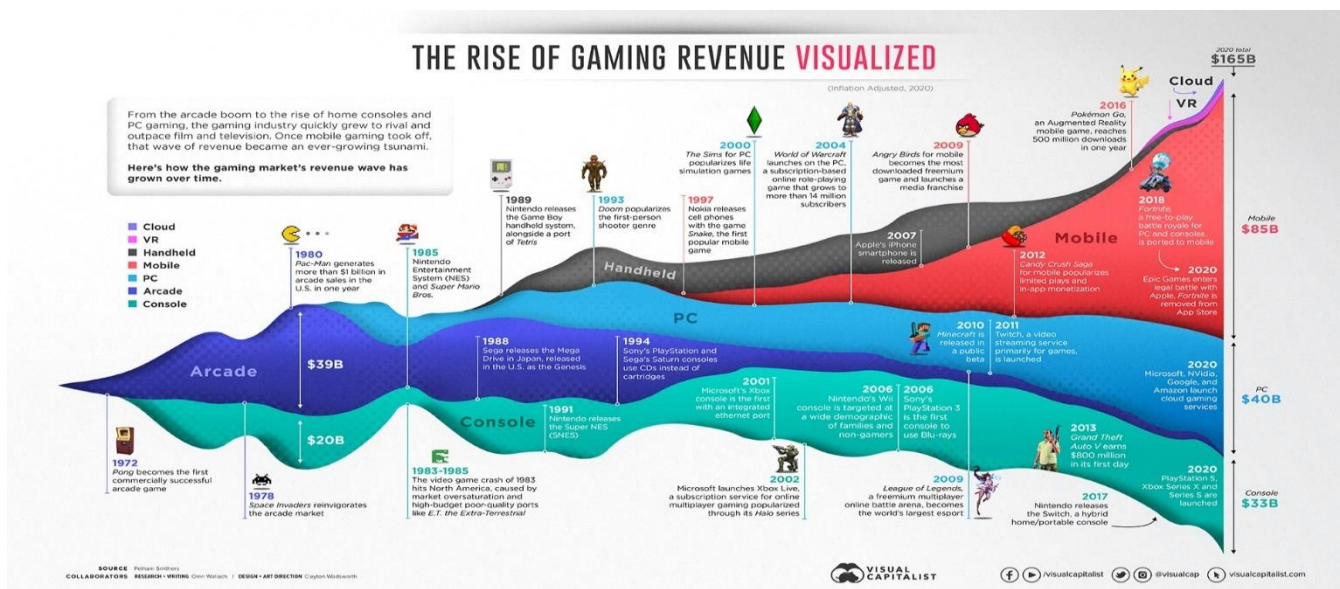 THE RISE OF GAMING REVENUE VISUALIZED
(Inflation Adjusted, 2020)
From the arcade boom to the rise of home consoles and
PC gaming, the gaming industry quickly grew to rival and
outpace film and television. Once mobile gaming took off,
that wave of revenue became an ever-growing tsunami.
Here's how the gaming market's revenue wave has
grown over time.
Cloud
VR
Handheld
Mobile
PC
Arcade
Console
1980
Pac-Man generates
more than $1 billion in
arcade sales in the
U.S. in one year
1985
Nintendo
Entertainment
System (NES)
and Super Mario
Bros.
1989
Nintendo releases
the Game Boy
handheld system,
alongside a port
of Tetris
1993
Doom popularizes
the first-person
shooter genre
1997
Nokia releases
cell phones
with the game
Snake, the first
popular mobile
game
2000
The Sims for PC
popularizes life
simulation games
2004
World of Warcraft
launches on the PC,
a subscription-based
online role-playing
game that grows to
more than 14 million
subscribers
2009
Angry Birds for mobile
becomes the most
downloaded freemium
game and launches a
media franchise
2016
Pokémon Go,
an Augmented Reality
mobile game, reaches
500 million downloads
in one year
2020 total
$165B
Cloud
VR
2018
Fortnite,
a free-to-play
battle royale for
PC and consoles,
is ported to mobile
Mobile
$85B
2007
Apple's iPhone
smartphone is
released
Mobile
2012
Candy Crush Saga
for mobile popularizes
limited plays and
in-app monetization
2020
Epic Games enters
legal battle with
Apple, Fortnite is
removed from
App Store
Handheld
PC
Arcade
$39B
1988
Sega releases the Mega
Drive in Japan, released
in the U.S. as the Genesis
1994
Sony's PlayStation and
Sega's Saturn consoles
use CDs instead of
cartridges
2010
Minecraft is
released in
a public
beta
2011
Twitch, a video
streaming service
primarily for games,
is launched
2020
Microsoft, NVidia,
Google, and
Amazon launch
cloud gaming
services
PC
$40B
Console
$20B
1991
Nintendo releases
the Super NES
(SNES)
2001
Microsoft's Xbox
console is the first
with an integrated
ethernet port
2006
Nintendo's Wii
console is targeted at
a wide demographic
of families and
non-gamers
2006
Sony's
PlayStation 3
is the first
console to
use Blu-rays
2013
Grand Theft
Auto V earns
$800 million
in its first day
2020
PlayStation 5,
Xbox Series X and
Series S are
launched
Console
$33B
1972
Pong becomes the first
commercially successful
arcade game
1978
Space Invaders reinvigorates
the arcade market
1983-1985
The video game crash of 1983
hits North America, caused by
market oversaturation and
high-budget poor-quality ports
like E.T. the Extra-Terrestrial
2002
Microsoft launches Xbox Live,
a subscription service for online
multiplayer gaming popularized
through its Halo series
2009
League of Legends,
a freemium multiplayer
online battle arena, becomes
the world's largest esport
2017
Nintendo releases
the Switch, a hybrid
home/portable console
SOURCE Pelham Smithers
COLLABORATORS RESEARCH + WRITING Omri Wallach | DESIGN + ART DIRECTION Clayton Wadsworth
VISUAL
CAPITALIST
/visualcapitalist @visualcap visualcapitalist.com